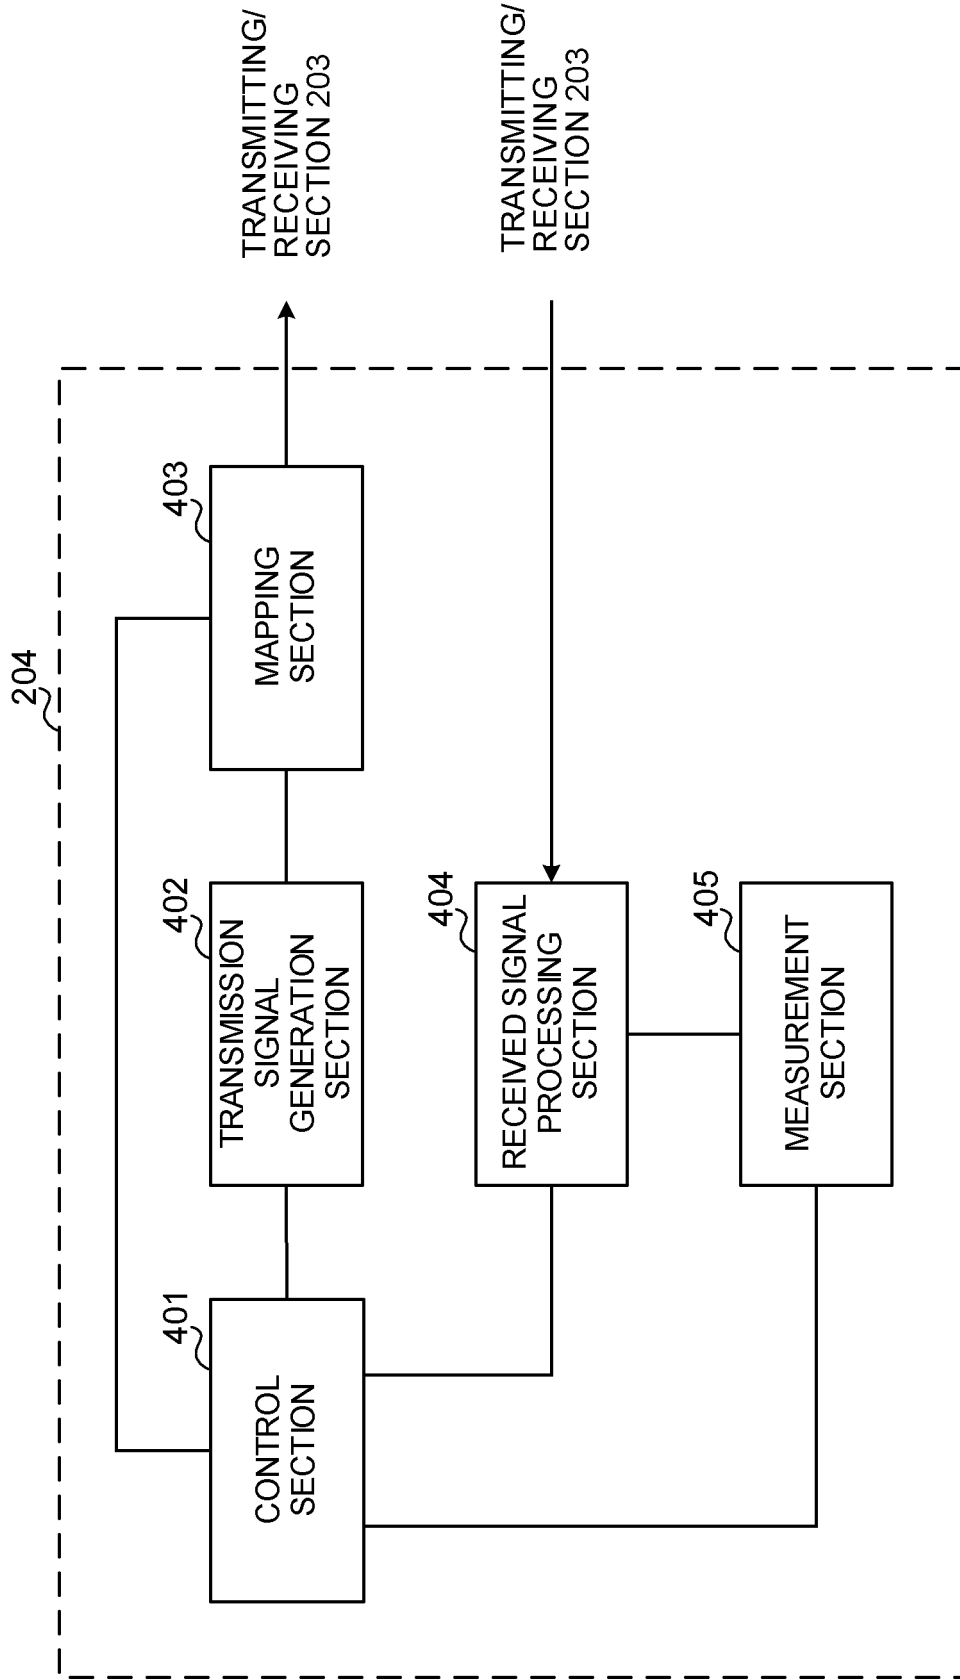 204
401
CONTROL
SECTION
402
TRANSMISSION
SIGNAL
GENERATION
SECTION
403
MAPPING
SECTION
TRANSMITTING/
RECEIVING
SECTION 203
404
RECEIVED SIGNAL
PROCESSING
SECTION
TRANSMITTING/
RECEIVING
SECTION 203
405
MEASUREMENT
SECTION